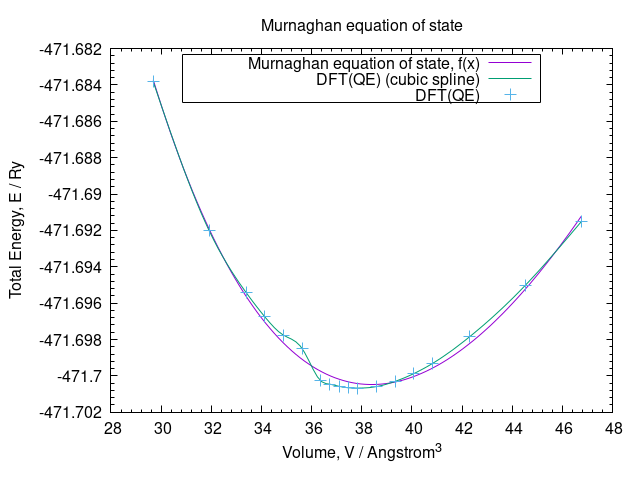 Murnaghan equation of state
-471.682
-471.684
-471.686
-471.688
-471.69
-471.692
-471.694
-471.696
-471.698
-471.7
-471.702
Total Energy, E / Ry
Murnaghan equation of state, f(x)
DFT(QE) (cubic spline)
DFT(QE)
28 30 32 34 36 38 40 42 44 46 48
Volume, V / Angstrom³